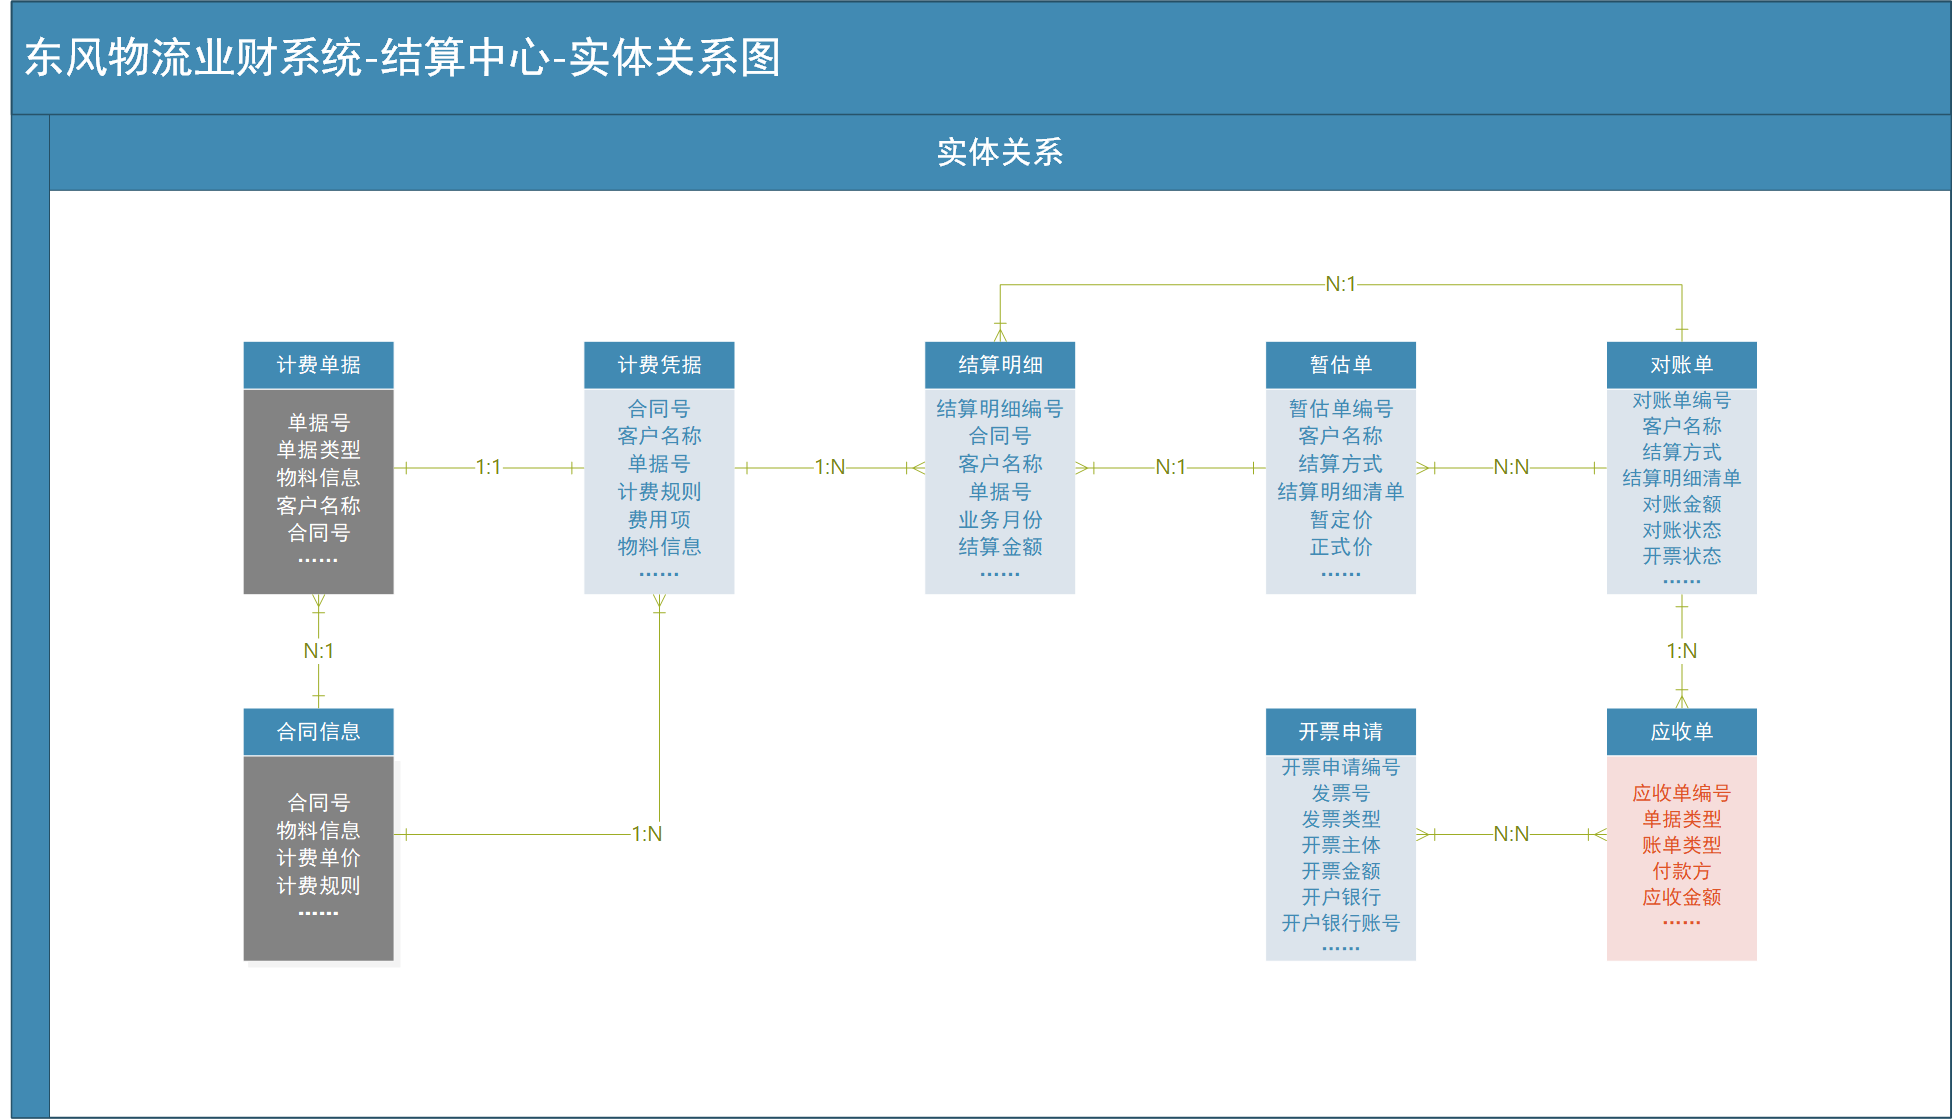 东风物流业财系统-结算中心-实体关系图
实体关系
N:1
计费单据
单据号
单据类型
物料信息
客户名称
合同号
......
1:1
计费凭据
合同号
客户名称
单据号
计费规则
费用项
物料信息
......
1:N
结算明细
结算明细编号
合同号
客户名称
单据号
业务月份
结算金额
......
N:1
暂估单
暂估单编号
客户名称
结算方式
结算明细清单
暂定价
正式价
......
N:N
对账单
对账单编号
客户名称
结算方式
结算明细清单
对账金额
对账状态
开票状态
......
N:1
1:N
合同信息
合同号
物料信息
计费单价
计费规则
......
1:N
开票申请
开票申请编号
发票号
发票类型
开票主体
开票金额
开户银行
开户银行账号
......
N:N
应收单
应收单编号
单据类型
账单类型
付款方
应收金额
......